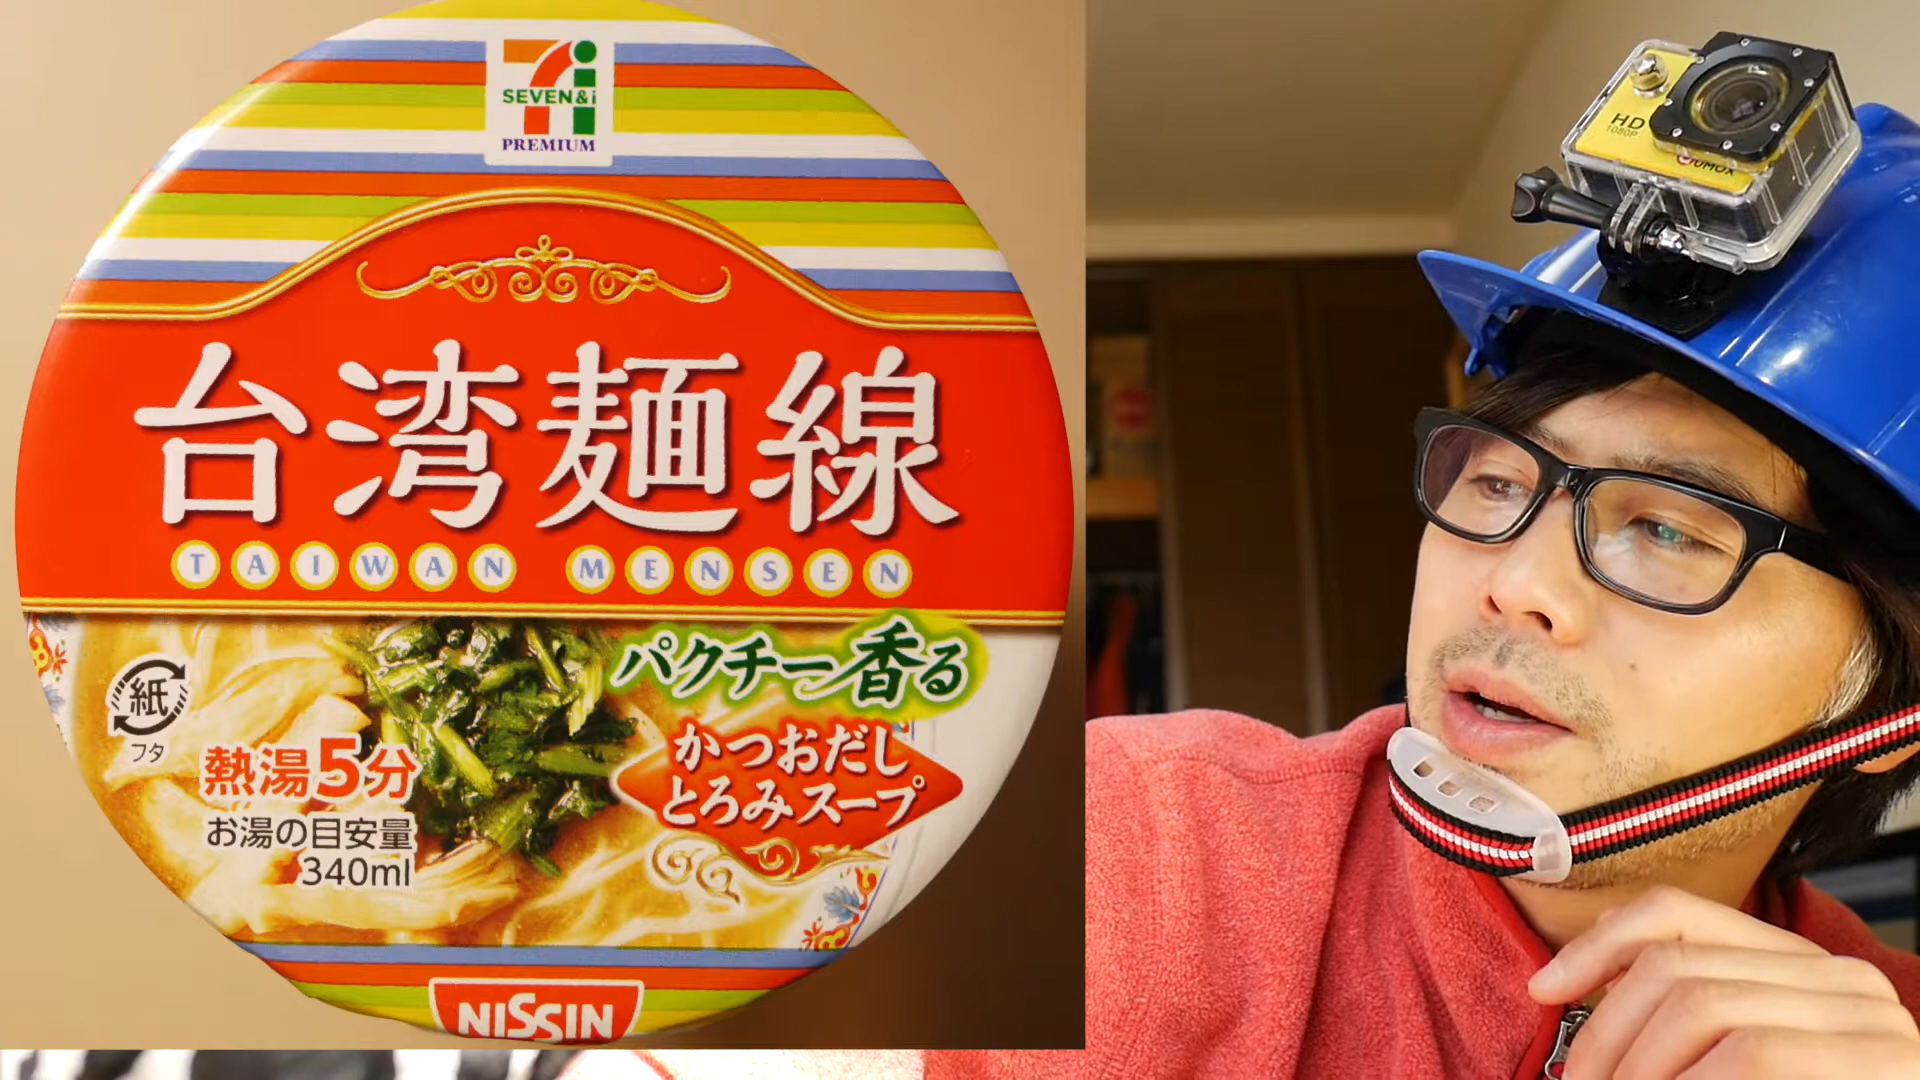 SEVEN&i
PREMIUM
台湾麺線
TAIWAN MENSEN
パクチー香る
かつおだし
とろみスープ
紙
フタ
熱湯5分
お湯の目安量
340ml
NISSIN
HD
1080P